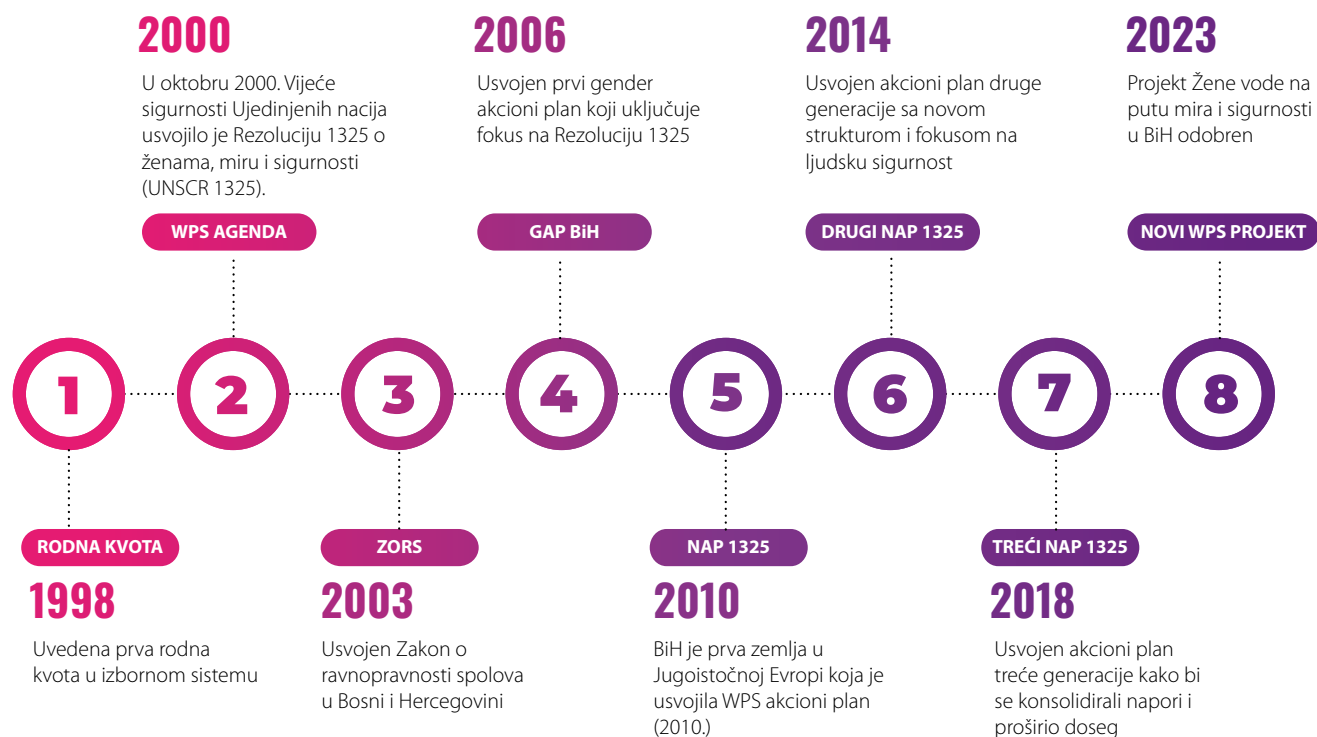 2000
U oktobru 2000. Vijeće
sigurnosti Ujedinjenih nacija
usvojilo je Rezoluciju 1325 o
ženama, miru i sigurnosti
(UNSCR 1325).
WPS AGENDA
2006
Usvojen prvi gender
akcioni plan koji uključuje
fokus na Rezoluciju 1325
GAP BiH
2014
Usvojen akcioni plan druge
generacije sa novom
strukturom i fokusom na
ljudsku sigurnost
DRUGI NAP 1325
2023
Projekt Žene vode na
putu mira i sigurnosti
u BiH odobren
NOVI WPS PROJEKT
1
2
3
4
5
6
7
8
RODNA KVOTA
1998
Uvedena prva rodna
kvota u izbornom sistemu
ZORS
2003
Usvojen Zakon o
ravnopravnosti spolova
u Bosni i Hercegovini
NAP 1325
2010
BiH je prva zemlja u
Jugoistočnoj Evropi koja je
usvojila WPS akcioni plan
(2010.)
TREĆI NAP 1325
2018
Usvojen akcioni plan
treće generacije kako bi
se konsolidirali napori i
proširio doseg